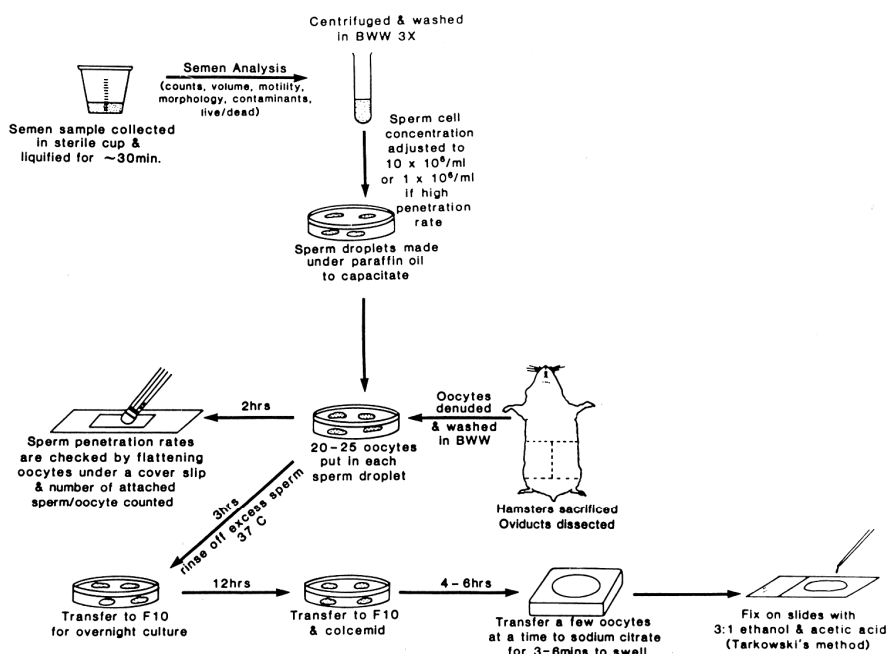 Centrifuged & washed
in BWW 3X
Semen Analysis
(counts, volume, motility,
morphology, contaminants,
live/dead)
Semen sample collected
in sterile cup &
liquified for ~30min.
Sperm cell
concentration
adjusted to
10 x 10⁶/ml
or 1 x 10⁶/ml
if high
penetration
rate
Sperm droplets made
under paraffin oil
to capacitate
2hrs
Oocytes
denuded
& washed
in BWW
Sperm penetration rates
are checked by flattening
oocytes under a cover slip
& number of attached
sperm/oocyte counted
20-25 oocytes
put in each
sperm droplet
Hamsters sacrificed
Oviducts dissected
3hrs
rinse off excess sperm
37 C
12hrs
4-6hrs
Transfer to F10
for overnight culture
Transfer to F10
& colcemid
Transfer a few oocytes
at a time to sodium citrate
for 3-6mins to swell
Fix on slides with
3:1 ethanol & acetic acid
(Tarkowski's method)